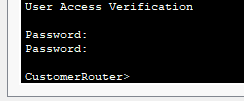 User Access Verification
Password:
Password:
CustomerRouter>